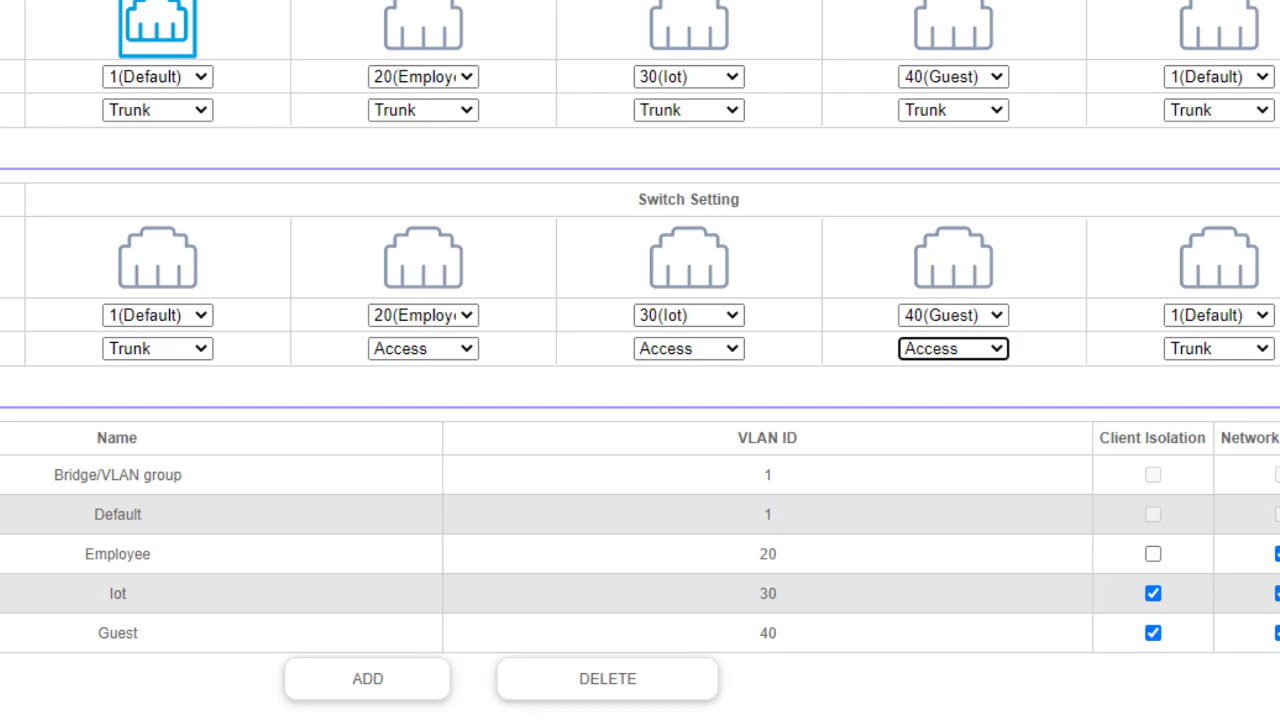 1(Default) 20(Employ 30(Iot) 40(Guest) 1(Default)
Trunk Trunk Trunk Trunk Trunk
Switch Setting
1(Default) 20(Employ 30(Iot) 40(Guest) 1(Default)
Trunk Access Access Access Trunk
Name VLAN ID Client Isolation Network
Bridge/VLAN group 1
Default 1
Employee 20
Iot 30
Guest 40
ADD DELETE